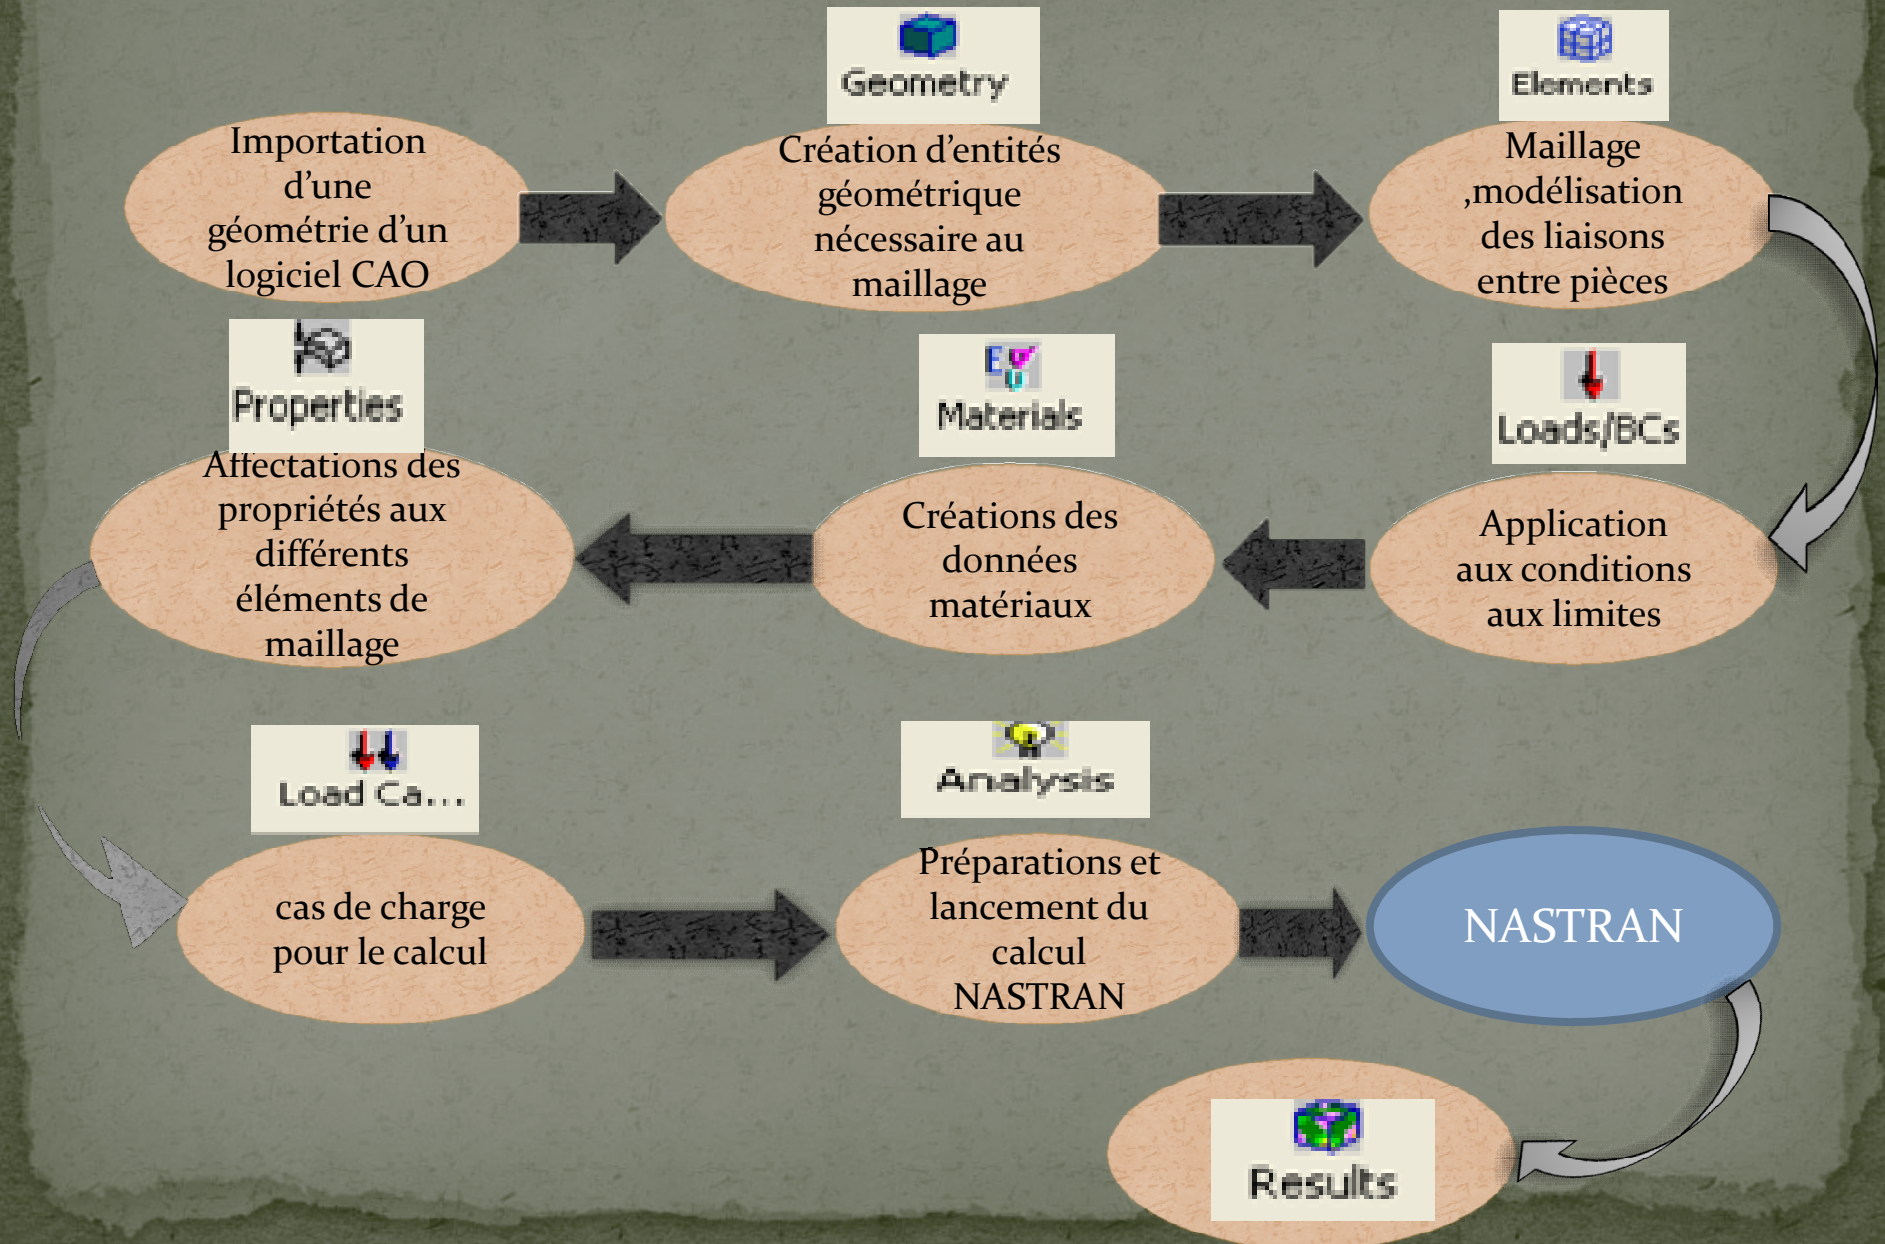 Geometry
Elements
Importation
d'une
géométrie d'un
logiciel CAO
Création d'entités
géométrique
nécessaire au
maillage
Maillage
,modélisation
des liaisons
entre pièces
Properties
Materials
Loads/BCs
Affectations des
propriétés aux
différents
éléments de
maillage
Créations des
données
matériaux
Application
aux conditions
aux limites
Load Ca...
Analysis
cas de charge
pour le calcul
Préparations et
lancement du
calcul
NASTRAN
NASTRAN
Results